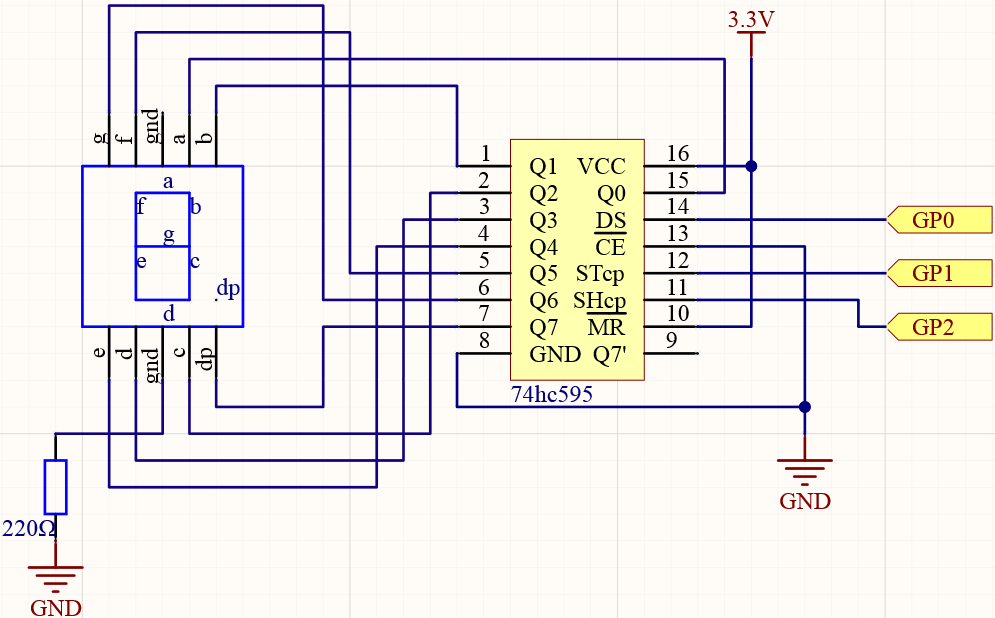 3.3V
g f gnd a b
a
f b
g
e c
dp
d
e d gnd c dp
220Ω
GND
1 Q1 VCC 16
2 Q2 Q0 15
3 Q3 DS 14
4 Q4 CE 13
5 Q5 STcp 12
6 Q6 SHcp 11
7 Q7 MR 10
8 GND Q7' 9
74hc595
GP0
GP1
GP2
GND